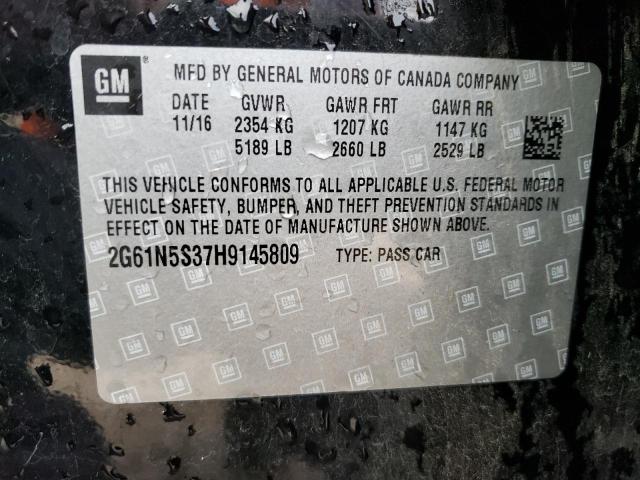 GM ®
MFD BY GENERAL MOTORS OF CANADA COMPANY
DATE GVWR GAWR FRT GAWR RR
11/16 2354 KG 1207 KG 1147 KG
5189 LB 2660 LB 2529 LB
THIS VEHICLE CONFORMS TO ALL APPLICABLE U.S. FEDERAL MOTOR
VEHICLE SAFETY, BUMPER, AND THEFT PREVENTION STANDARDS IN
EFFECT ON THE DATE OF MANUFACTURE SHOWN ABOVE.
2G61N5S37H9145809 TYPE: PASS CAR